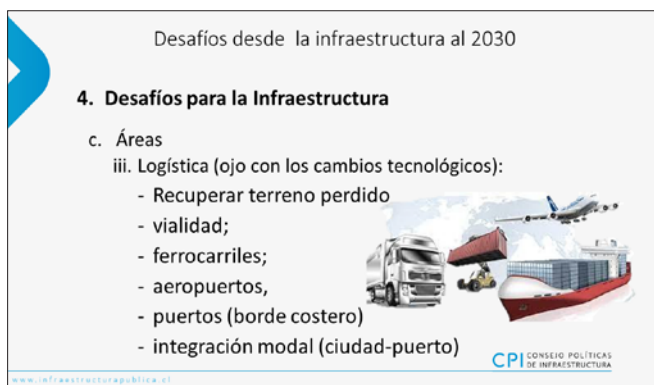 Desafíos desde la infraestructura al 2030
4. Desafíos para la Infraestructura
c. Áreas
iii. Logística (ojo con los cambios tecnológicos):
- Recuperar terreno perdido
- vialidad;
- ferrocarriles;
- aeropuertos,
- puertos (borde costero)
- integración modal (ciudad-puerto)
CPI CONSEJO POLÍTICAS
DE INFRAESTRUCTURA
www.infraestructurapublica.cl